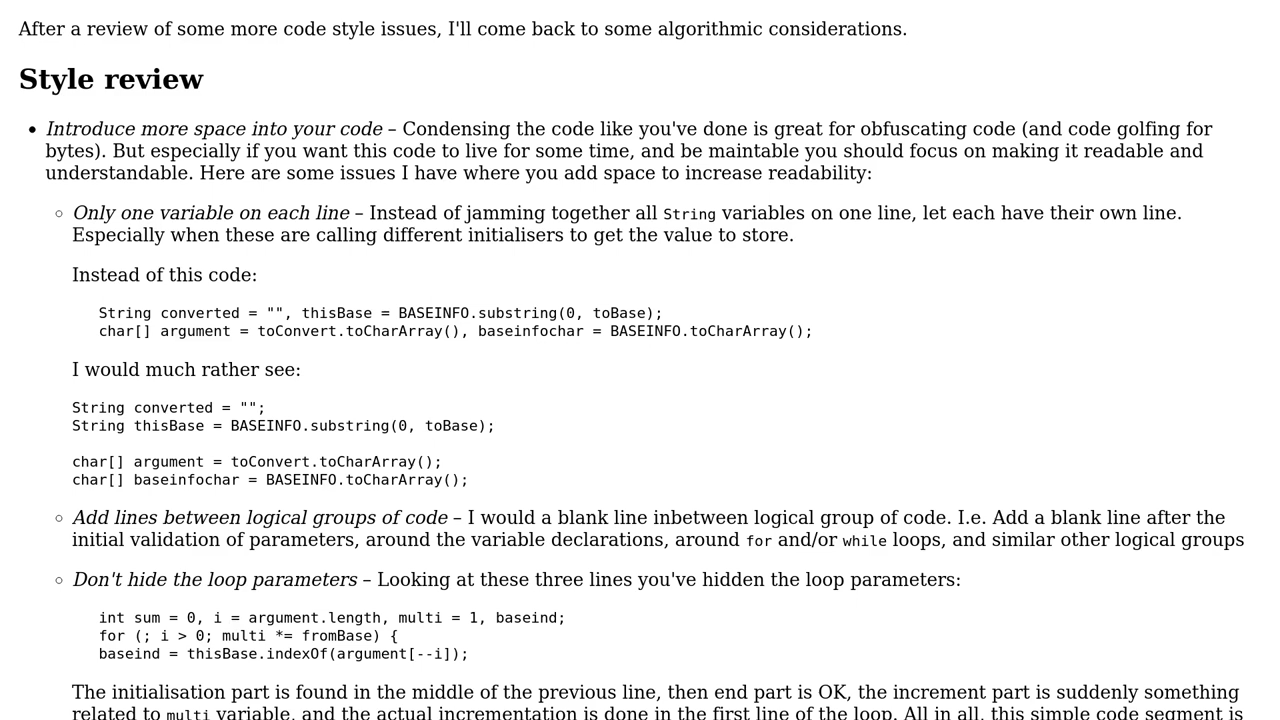 After a review of some more code style issues, I'll come back to some algorithmic considerations.
Style review
• Introduce more space into your code – Condensing the code like you've done is great for obfuscating code (and code golfing for
bytes). But especially if you want this code to live for some time, and be maintable you should focus on making it readable and
understandable. Here are some issues I have where you add space to increase readability:
◦ Only one variable on each line – Instead of jamming together all String variables on one line, let each have their own line.
Especially when these are calling different initialisers to get the value to store.
Instead of this code:
String converted = "", thisBase = BASEINFO.substring(0, toBase);
char[] argument = toConvert.toCharArray(), baseinfochar = BASEINFO.toCharArray();
I would much rather see:
String converted = "";
String thisBase = BASEINFO.substring(0, toBase);
char[] argument = toConvert.toCharArray();
char[] baseinfochar = BASEINFO.toCharArray();
◦ Add lines between logical groups of code – I would a blank line inbetween logical group of code. I.e. Add a blank line after the
initial validation of parameters, around the variable declarations, around for and/or while loops, and similar other logical groups
◦ Don't hide the loop parameters – Looking at these three lines you've hidden the loop parameters:
int sum = 0, i = argument.length, multi = 1, baseind;
for (; i > 0; multi *= fromBase) {
baseind = thisBase.indexOf(argument[--i]);
The initialisation part is found in the middle of the previous line, then end part is OK, the increment part is suddenly something
related to multi variable, and the actual incrementation is done in the first line of the loop. All in all, this simple code segment is